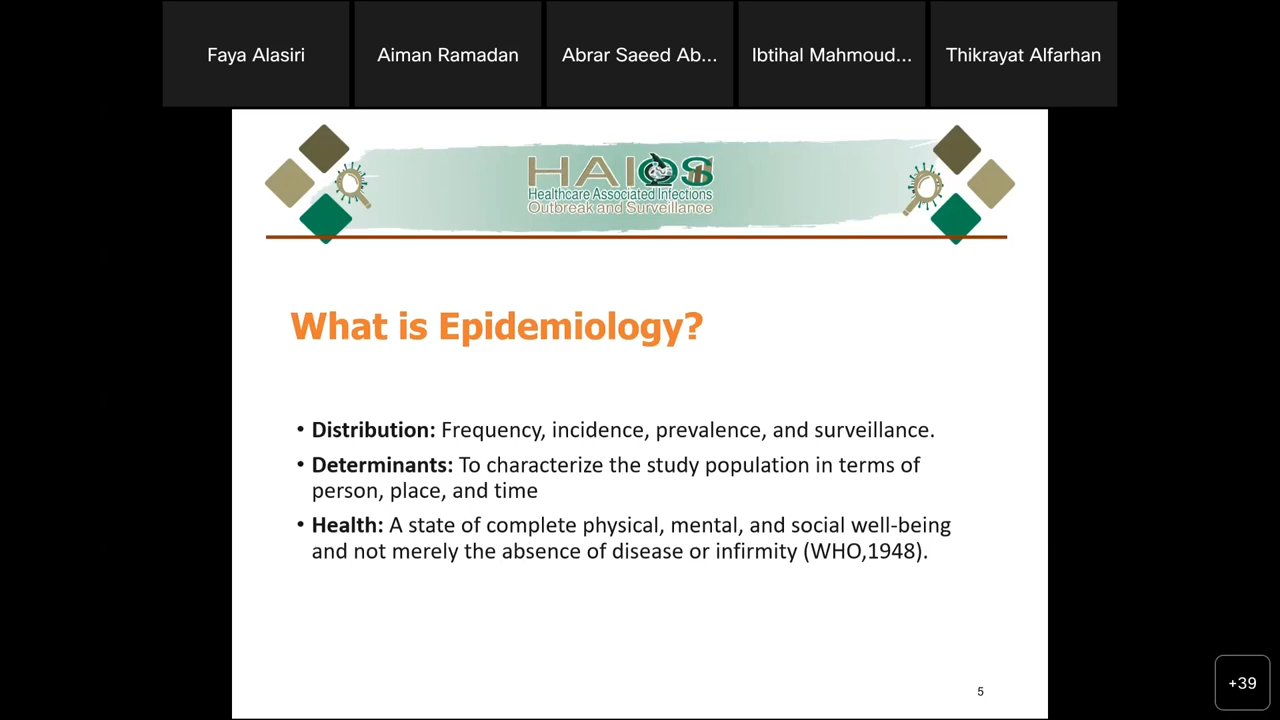 Faya Alasiri
Aiman Ramadan
Abrar Saeed Ab...
Ibtihal Mahmoud...
Thikrayat Alfarhan
HAIOS
Healthcare Associated Infections
Outbreak and Surveillance
What is Epidemiology?
• Distribution: Frequency, incidence, prevalence, and surveillance.
• Determinants: To characterize the study population in terms of
person, place, and time
• Health: A state of complete physical, mental, and social well-being
and not merely the absence of disease or infirmity (WHO,1948).
5
+39